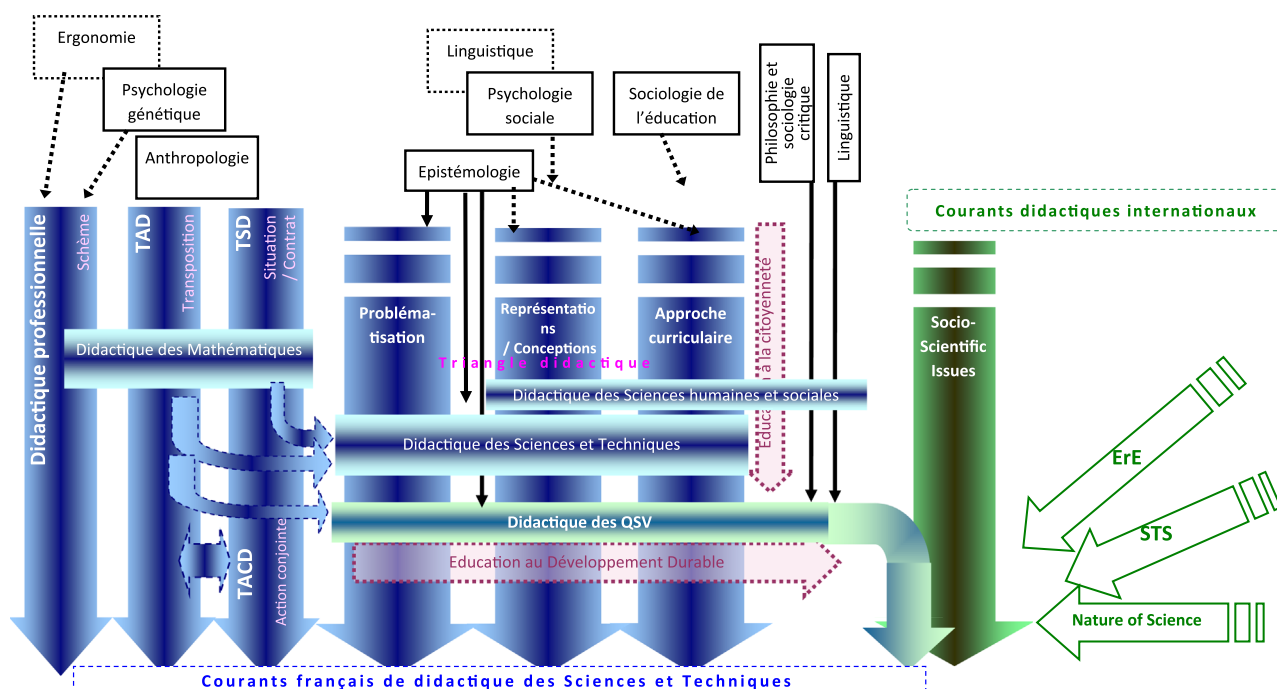 Ergonomie
Psychologie
génétique
Anthropologie
Linguistique
Psychologie
sociale
Sociologie de
l'éducation
Epistémologie
Philosophie et
sociologie
critique
Linguistique
Courants didactiques internationaux
Didactique professionnelle
Schème
TAD
Transposition
TSD
Situation
/ Contrat
Didactique des Mathématiques
Probléma-
tisation
Représentatio
ns
/ Conceptions
Approche
curriculaire
Triangle didactique
à la citoyenneté
Socio-
Scientific
Issues
Didactique des Sciences humaines et sociales
Didactique des Sciences et Techniques
Didactique des QSV
Education au Développement Durable
TACD
Action conjointe
ErE
STS
Nature of Science
Courants français de didactique des Sciences et Techniques